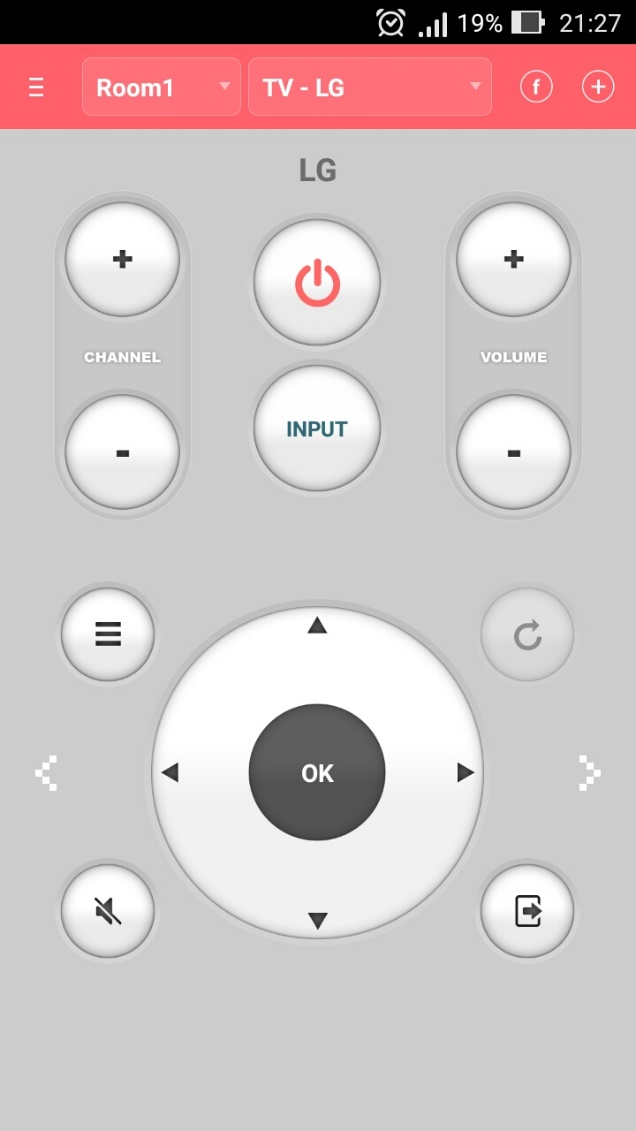 19% 21:27
Room1 TV - LG f +
LG
+ +
CHANNEL VOLUME
INPUT
- -
OK